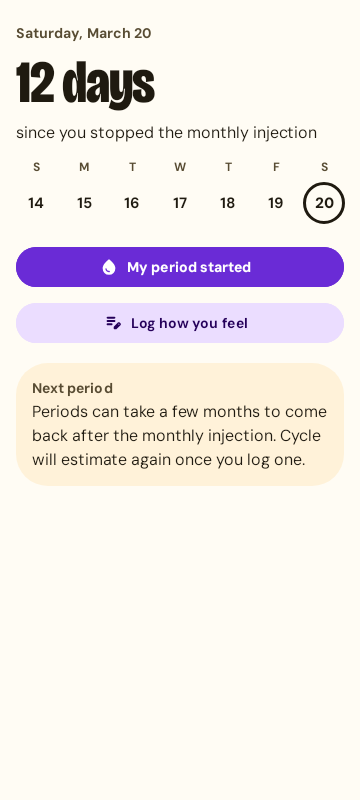 Saturday, March 20
12 days
since you stopped the monthly injection
S M T W T F S
14 15 16 17 18 19 20
My period started
Log how you feel
Next period
Periods can take a few months to come
back after the monthly injection. Cycle
will estimate again once you log one.